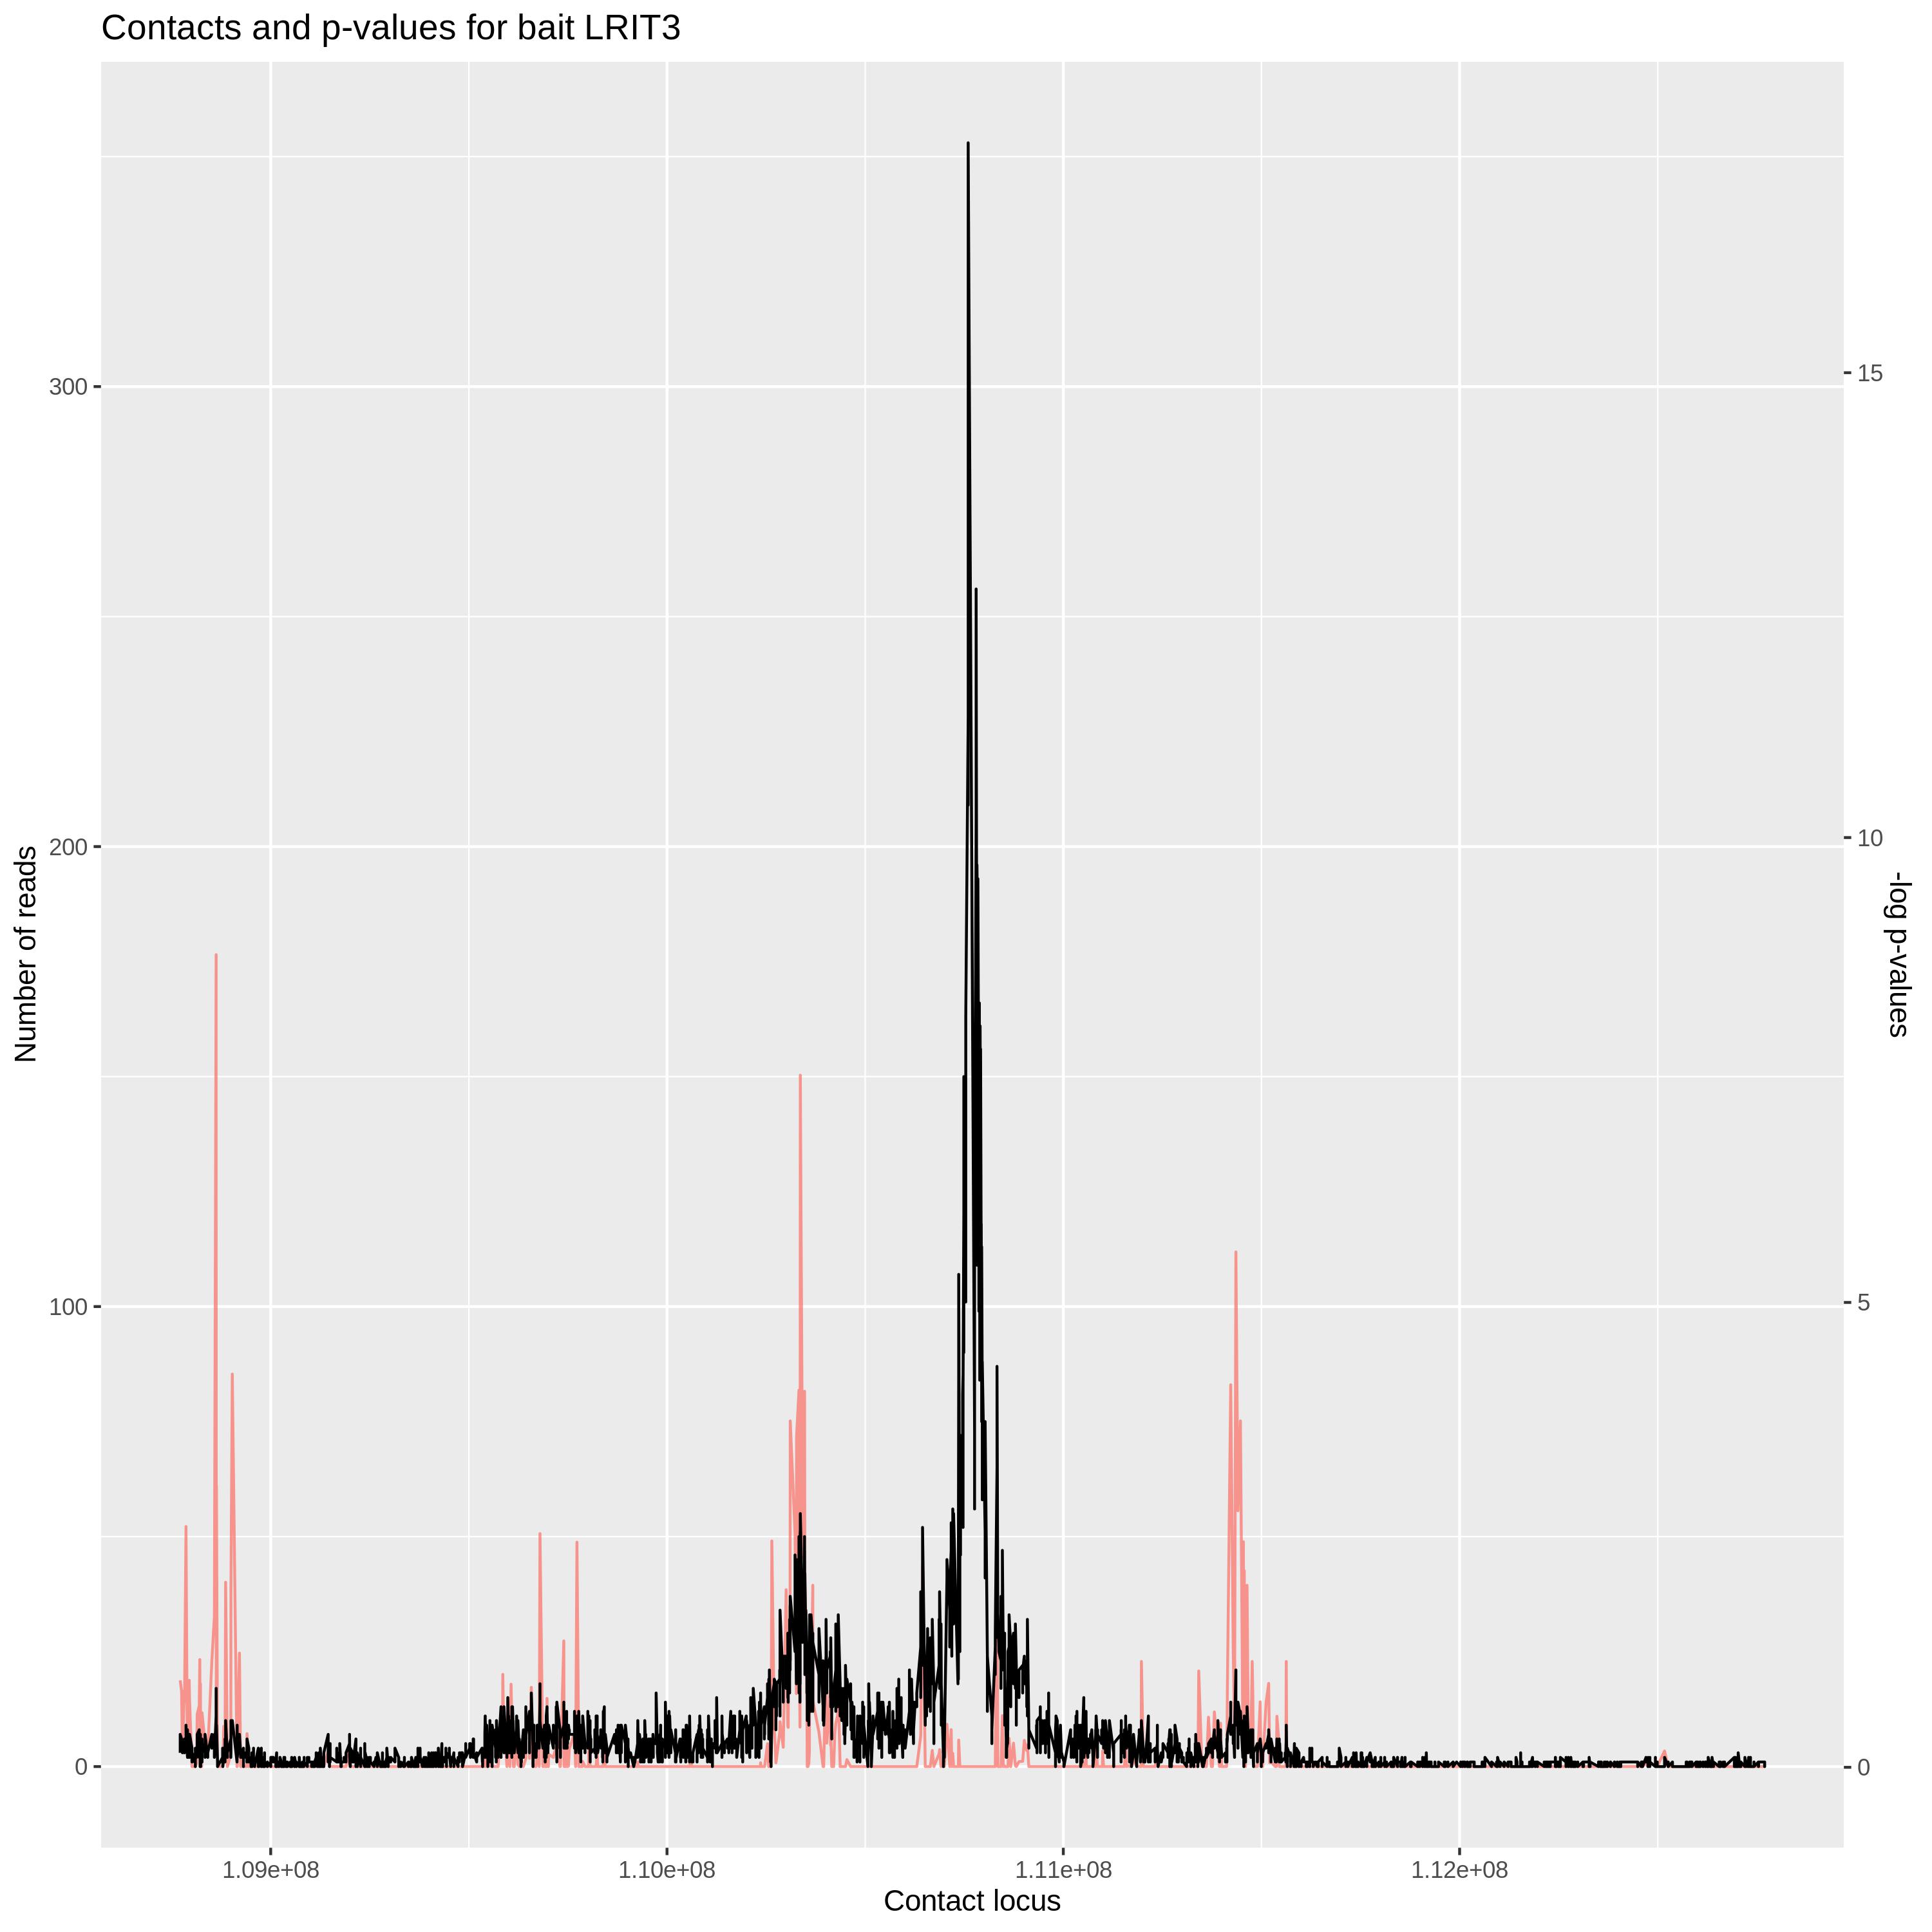 Contacts and p-values for bait LRIT3
Number of reads
300
200
100
0
15
10
5
0
-log p-values
1.09e+08
1.10e+08
1.11e+08
1.12e+08
Contact locus